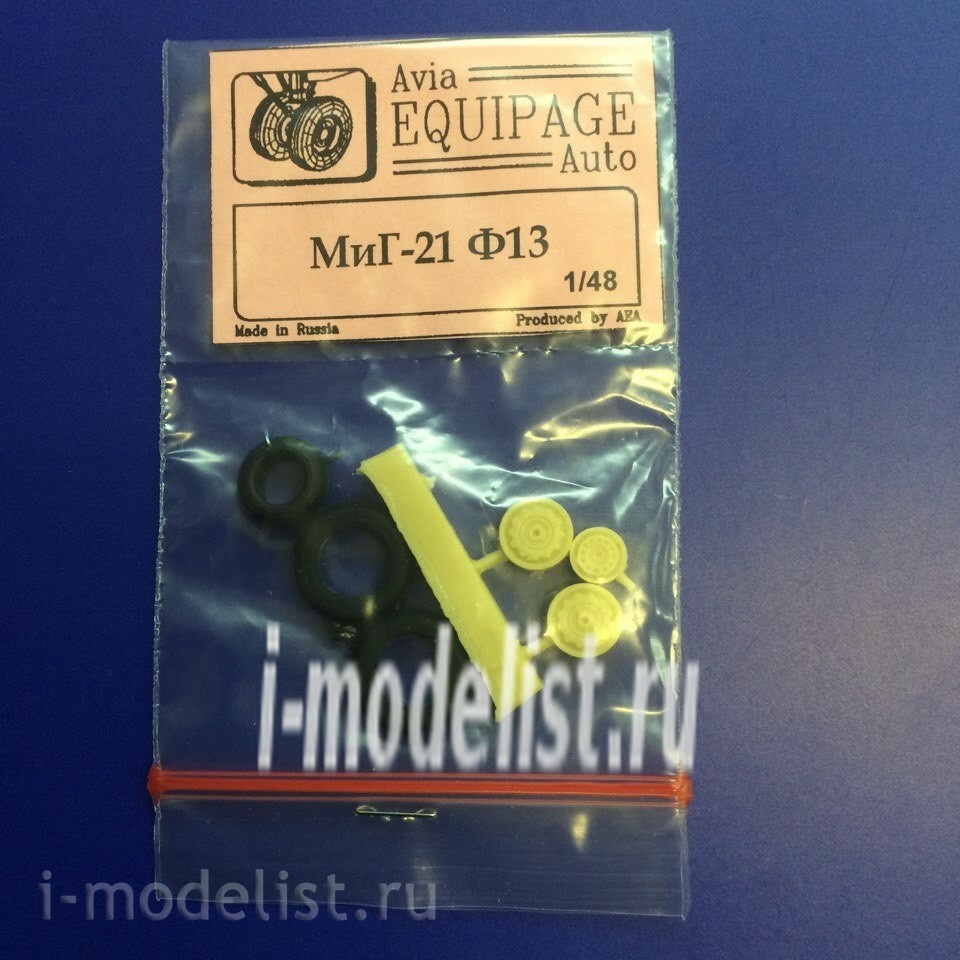 Avia
EQUIPAGE
Auto
МиГ-21 Ф13
1/48
Made in Russia
Produced by AEA
i-modelist.ru
i-modelist.ru